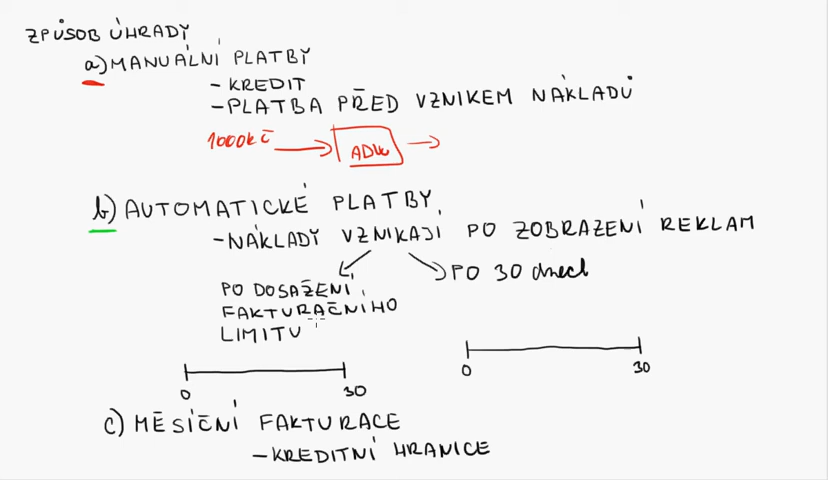 ZPŮSOB ÚHRADY
a) MANUÁLNÍ PLATBY
- KREDIT
- PLATBA PŘED VZNIKEM NÁKLADŮ
1000KČ
ADW
b) AUTOMATICKÉ PLATBY
- NÁKLADY VZNIKAJÍ PO ZOBRAZENÍ REKLAM
PO DOSAŽENÍ
FAKTURAČNÍHO
LIMITU
PO 30 dnech
0 30
0 30
c) MĚSÍČNÍ FAKTURACE
- KREDITNÍ HRANICE